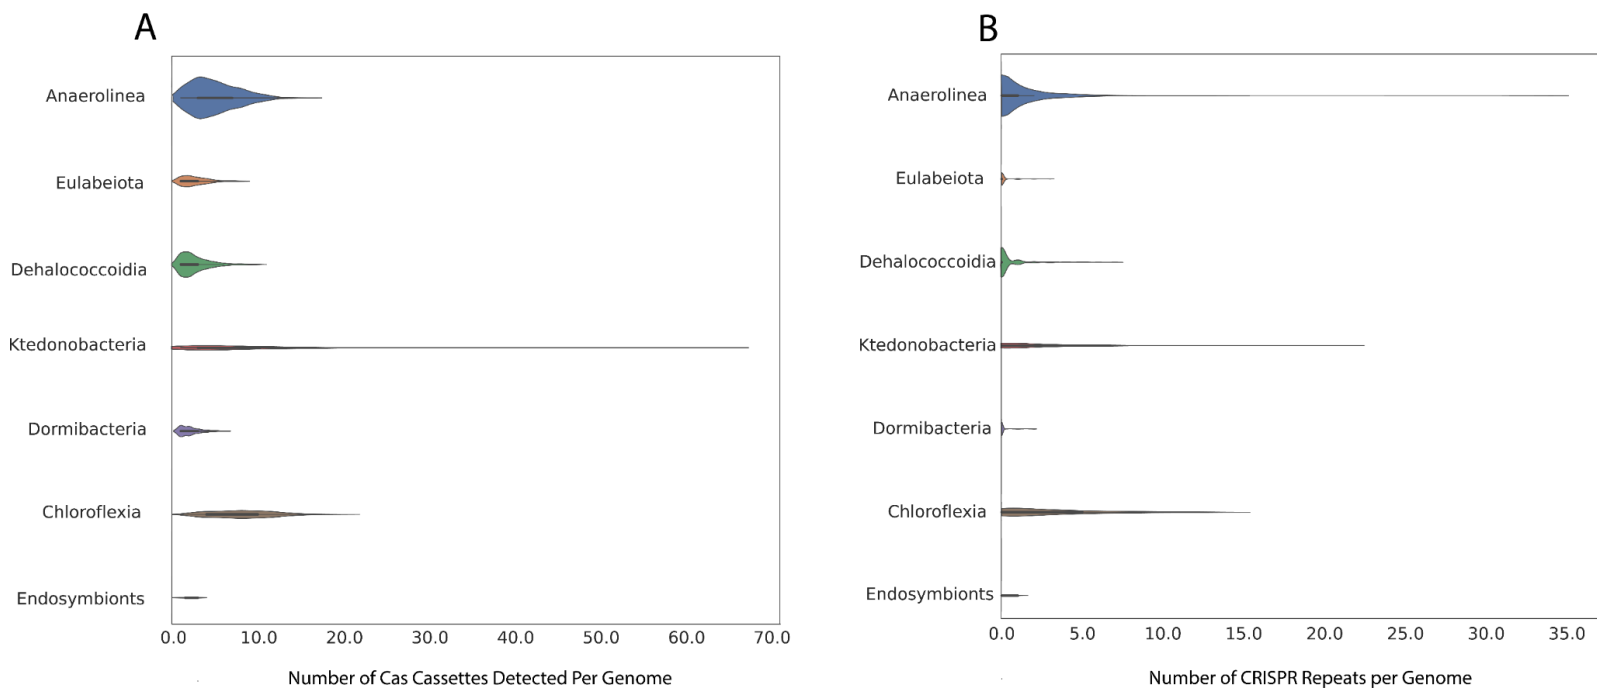 A
Anaerolinea
Eulabeiota
Dehalococcoidia
Ktedonobacteria
Dormibacteria
Chloroflexia
Endosymbionts
0.0 10.0 20.0 30.0 40.0 50.0 60.0 70.0
Number of Cas Cassettes Detected Per Genome
B
Anaerolinea
Eulabeiota
Dehalococcoidia
Ktedonobacteria
Dormibacteria
Chloroflexia
Endosymbionts
0.0 5.0 10.0 15.0 20.0 25.0 30.0 35.0
Number of CRISPR Repeats per Genome